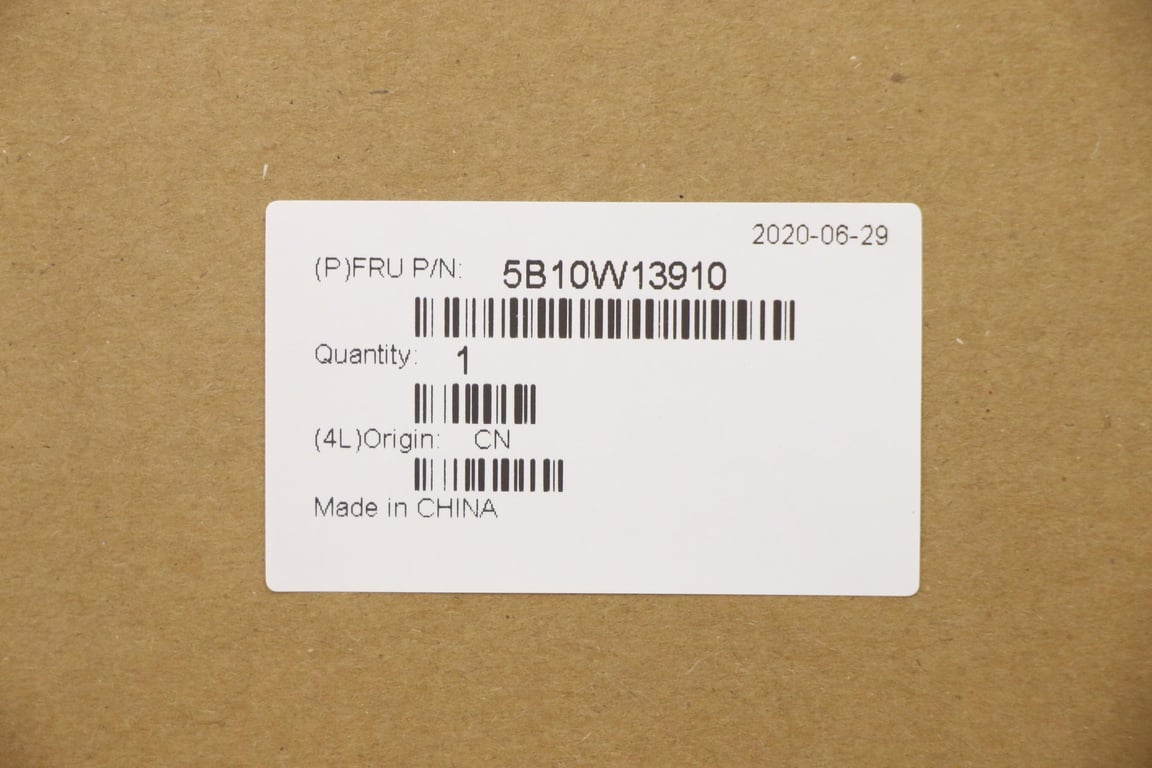 2020-06-29
(P)FRU P/N: 5B10W13910
Quantity: 1
(4L)Origin: CN
Made in CHINA